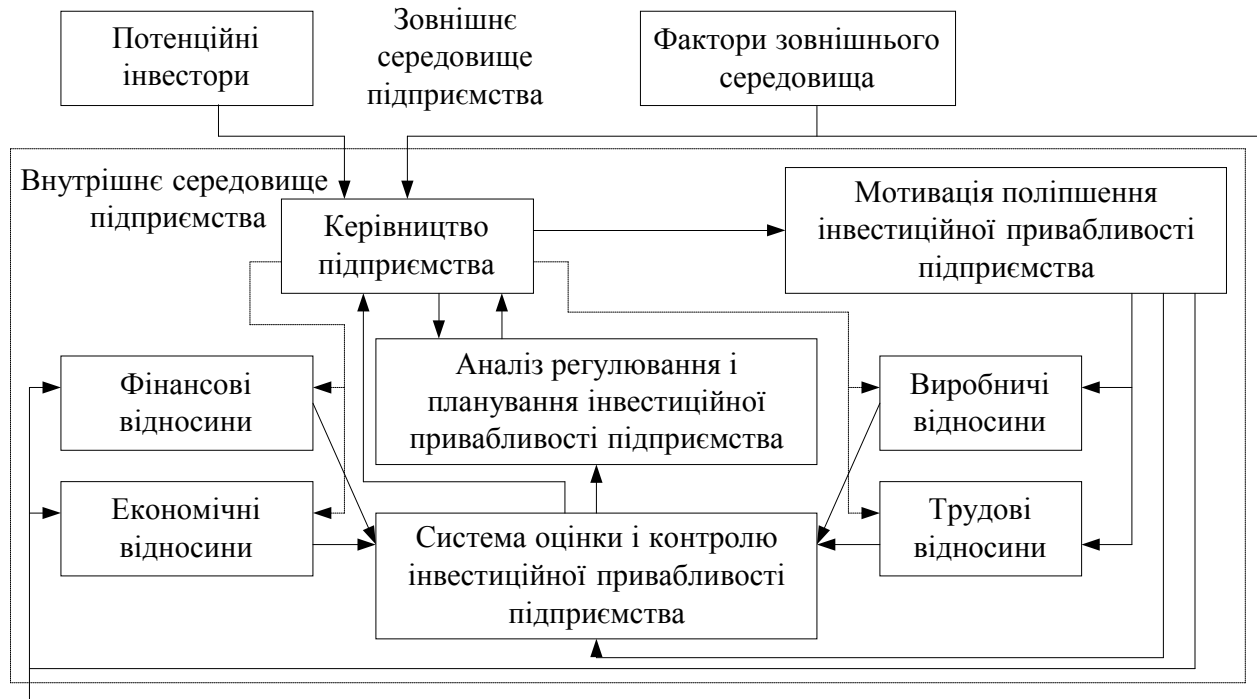 Потенційні
інвестори
Зовнішнє
середовище
підприємства
Фактори зовнішнього
середовища
Внутрішнє середовище
підприємства
Керівництво
підприємства
Мотивація поліпшення
інвестиційної привабливості
підприємства
Фінансові
відносини
Аналіз регулювання і
планування інвестиційної
привабливості підприємства
Виробничі
відносини
Економічні
відносини
Система оцінки і контролю
інвестиційної привабливості
підприємства
Трудові
відносини